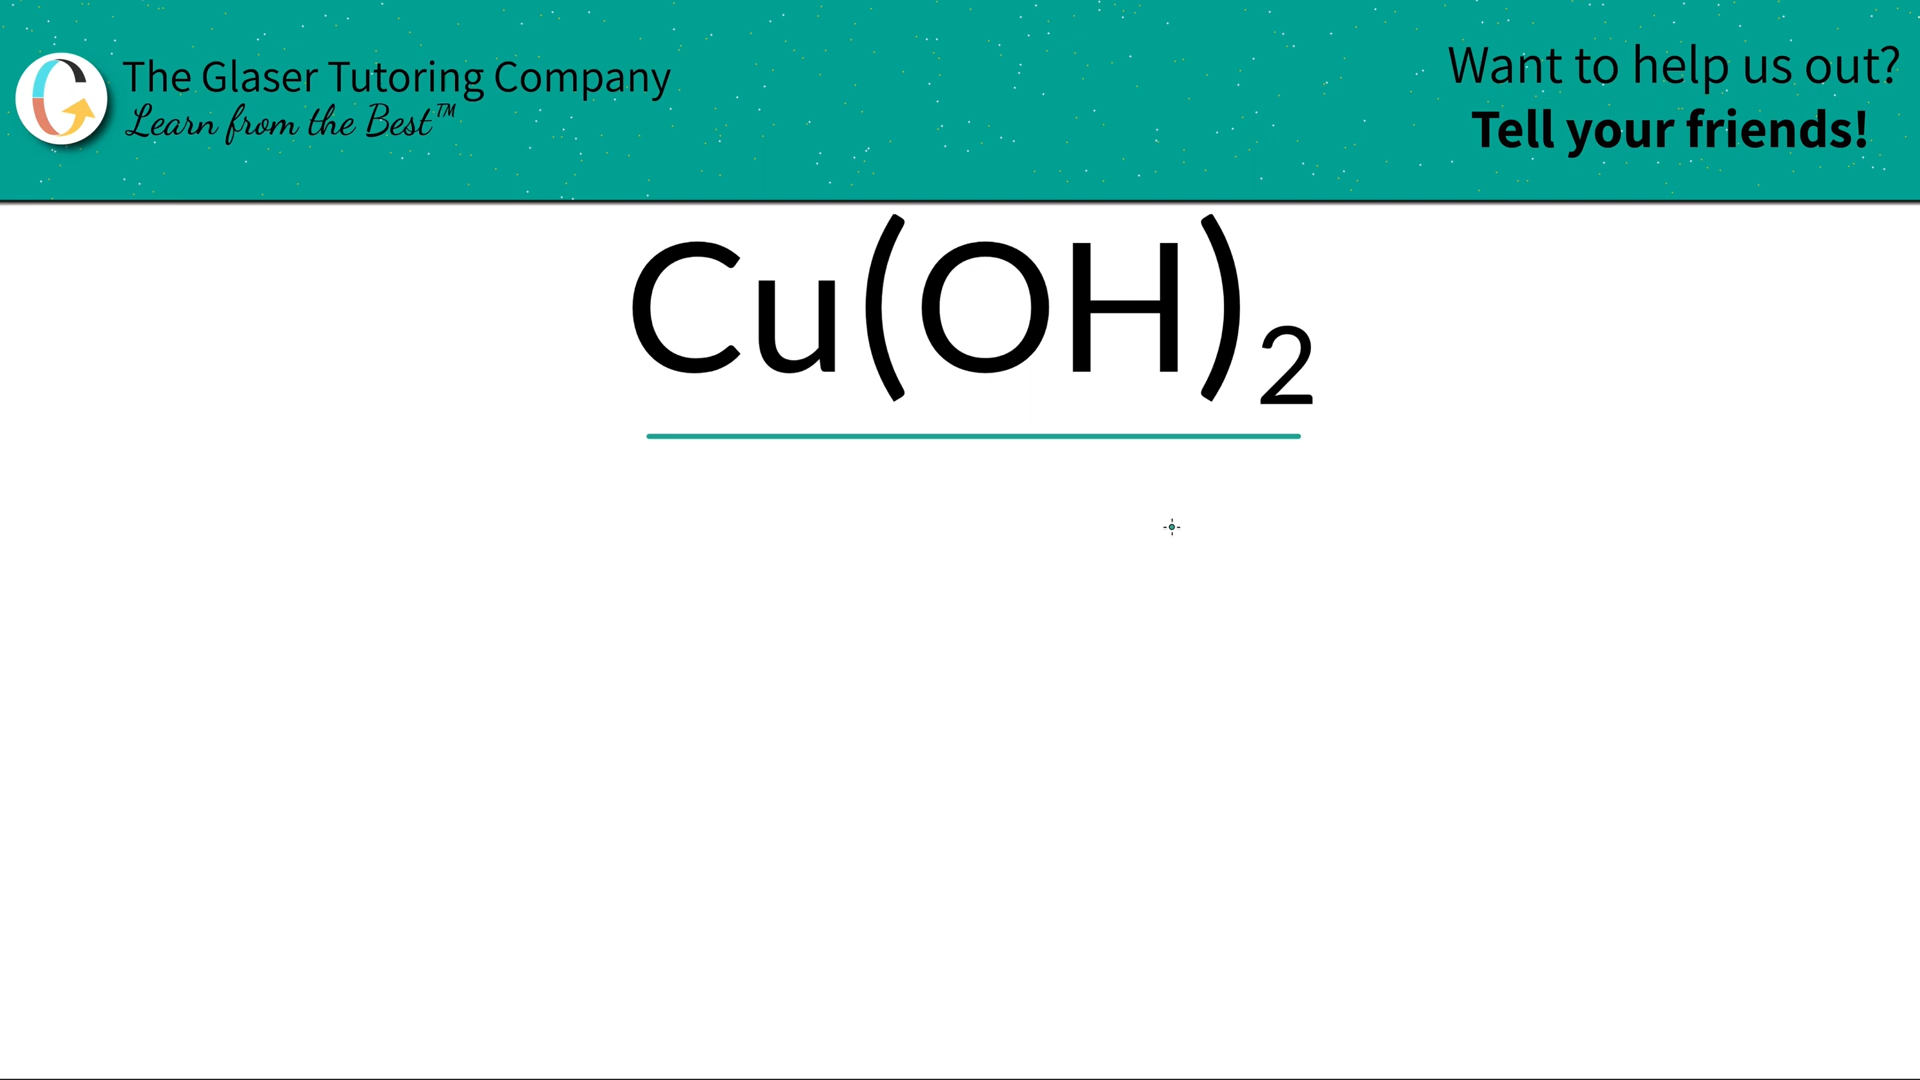 The Glaser Tutoring Company
Learn from the Best™
Want to help us out?
Tell your friends!
Cu(OH)₂